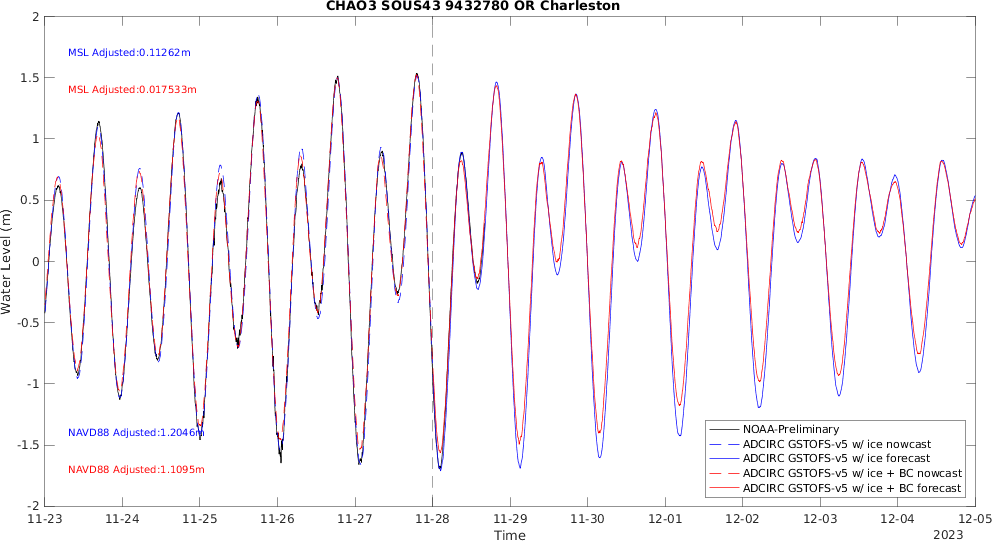 CHAO3 SOUS43 9432780 OR Charleston
2
1.5
1
0.5
0
-0.5
-1
-1.5
-2
Water Level (m)
MSL Adjusted:0.11262m
MSL Adjusted:0.017533m
NAVD88 Adjusted:1.2046m
NAVD88 Adjusted:1.1095m
NOAA-Preliminary
ADCIRC GSTOFS-v5 w/ ice nowcast
ADCIRC GSTOFS-v5 w/ ice forecast
ADCIRC GSTOFS-v5 w/ ice + BC nowcast
ADCIRC GSTOFS-v5 w/ ice + BC forecast
11-23 11-24 11-25 11-26 11-27 11-28 11-29 11-30 12-01 12-02 12-03 12-04 12-05
Time
2023